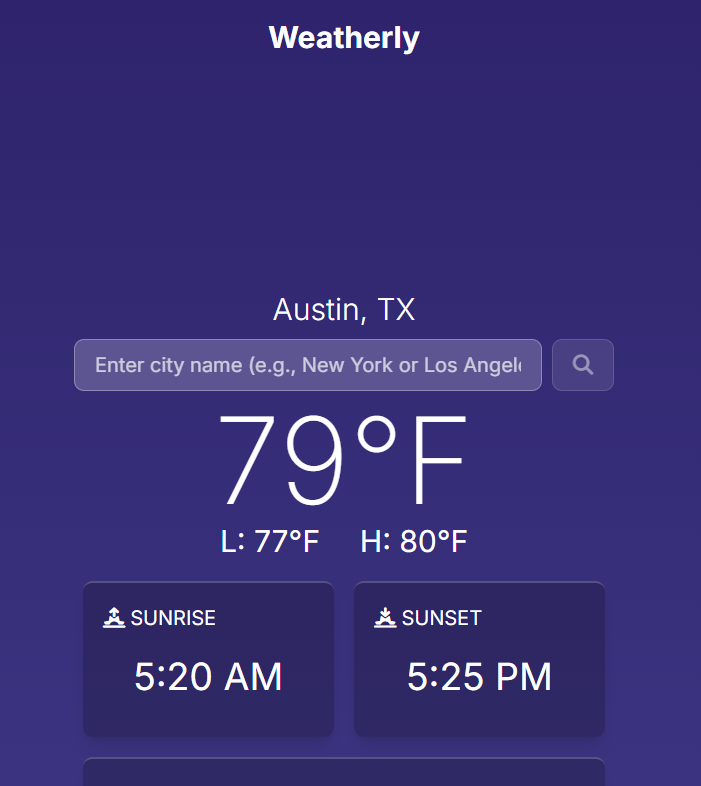 Weatherly
Austin, TX
Enter city name (e.g., New York or Los Angel
79°F
L: 77°F H: 80°F
SUNRISE SUNSET
5:20 AM 5:25 PM